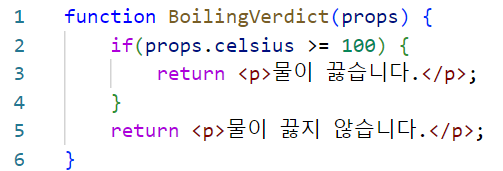 1 function BoilingVerdict(props) {
2     if(props.celsius >= 100) {
3         return <p>물이 끓습니다.</p>;
4     }
5     return <p>물이 끓지 않습니다.</p>;
6 }